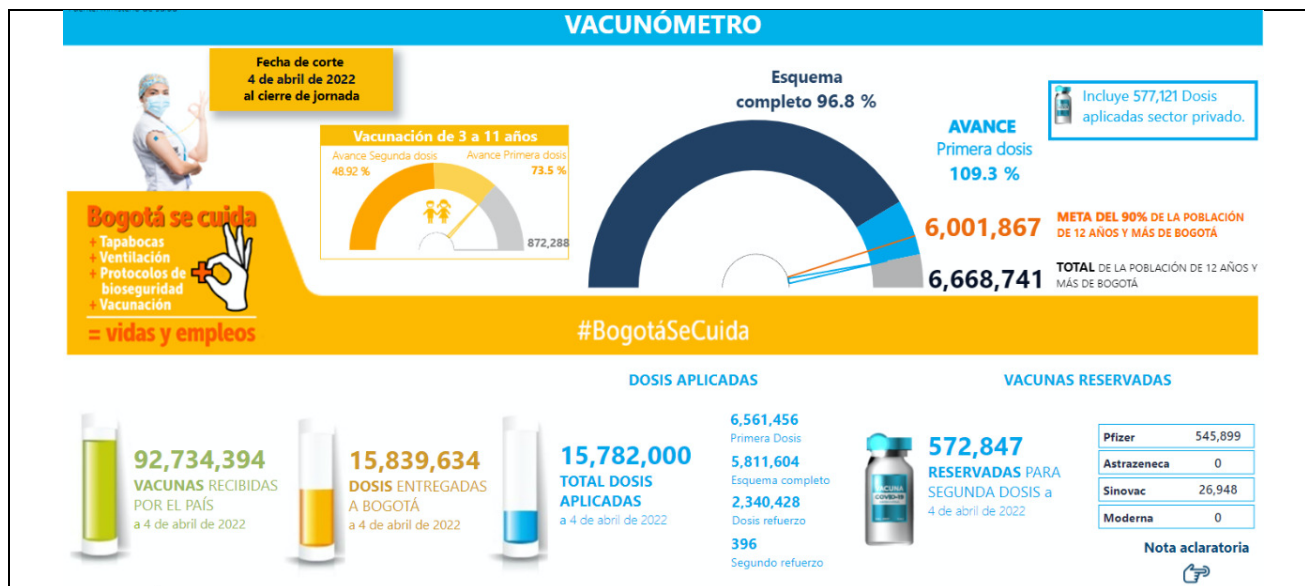 VACUNÓMETRO
Fecha de corte
4 de abril de 2022
al cierre de jornada
Vacunación de 3 a 11 años
Avance Segunda dosis
48.92 %
Avance Primera dosis
73.5 %
872,288
Esquema
completo 96.8 %
AVANCE
Primera dosis
109.3 %
Incluye 577,121 Dosis
aplicadas sector privado.
6,001,867
META DEL 90% DE LA POBLACIÓN
DE 12 AÑOS Y MÁS DE BOGOTÁ
6,668,741
TOTAL DE LA POBLACIÓN DE 12 AÑOS Y
MÁS DE BOGOTÁ
Bogotá se cuida
+ Tapabocas
+ Ventilación
+ Protocolos de
bioseguridad
+ Vacunación
= vidas y empleos
#BogotáSeCuida
92,734,394
VACUNAS RECIBIDAS
POR EL PAÍS
a 4 de abril de 2022
15,839,634
DOSIS ENTREGADAS
A BOGOTÁ
a 4 de abril de 2022
DOSIS APLICADAS
15,782,000
TOTAL DOSIS
APLICADAS
a 4 de abril de 2022
6,561,456
Primera Dosis
5,811,604
Esquema completo
2,340,428
Dosis refuerzo
396
Segundo refuerzo
VACUNAS RESERVADAS
VACUNA
COVID-19
572,847
RESERVADAS PARA
SEGUNDA DOSIS a
4 de abril de 2022
Pfizer 545,899
Astrazeneca 0
Sinovac 26,948
Moderna 0
Nota aclaratoria